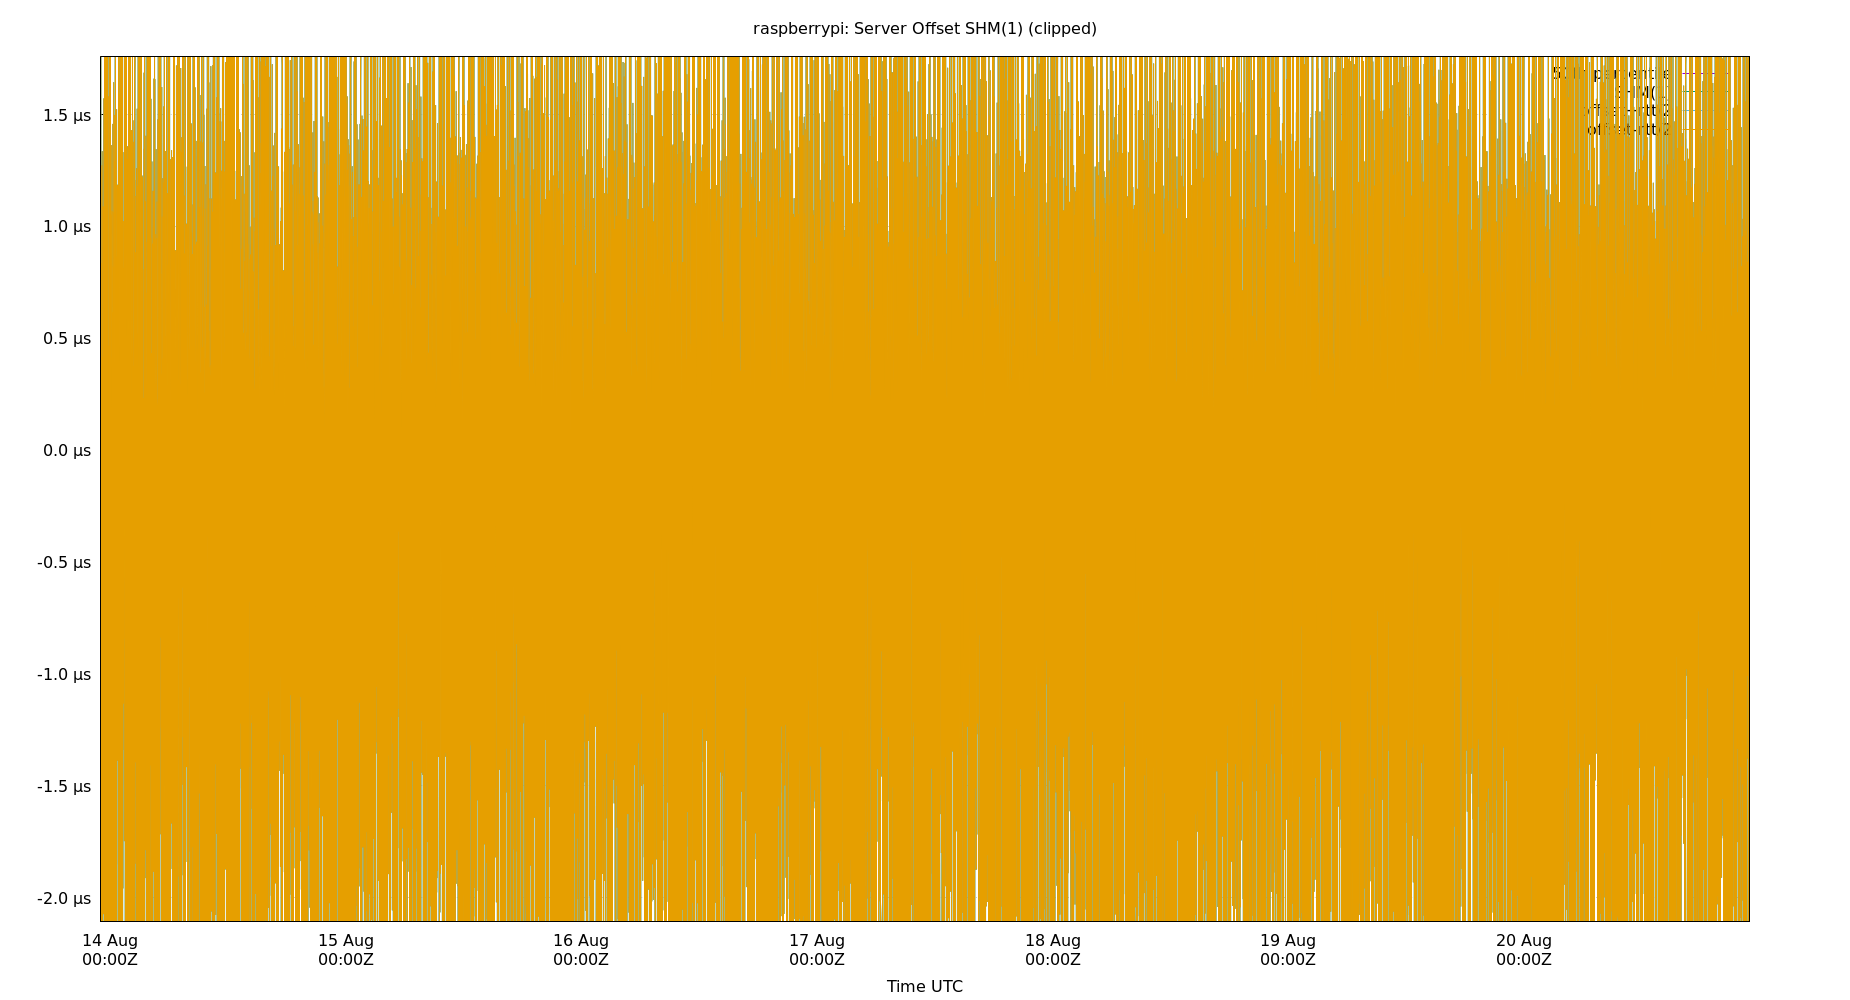 raspberrypi: Server Offset SHM(1) (clipped)
1.5 µs
1.0 µs
0.5 µs
0.0 µs
-0.5 µs
-1.0 µs
-1.5 µs
-2.0 µs
14 Aug 15 Aug 16 Aug 17 Aug 18 Aug 19 Aug 20 Aug
00:00Z 00:00Z 00:00Z 00:00Z 00:00Z 00:00Z 00:00Z
Time UTC